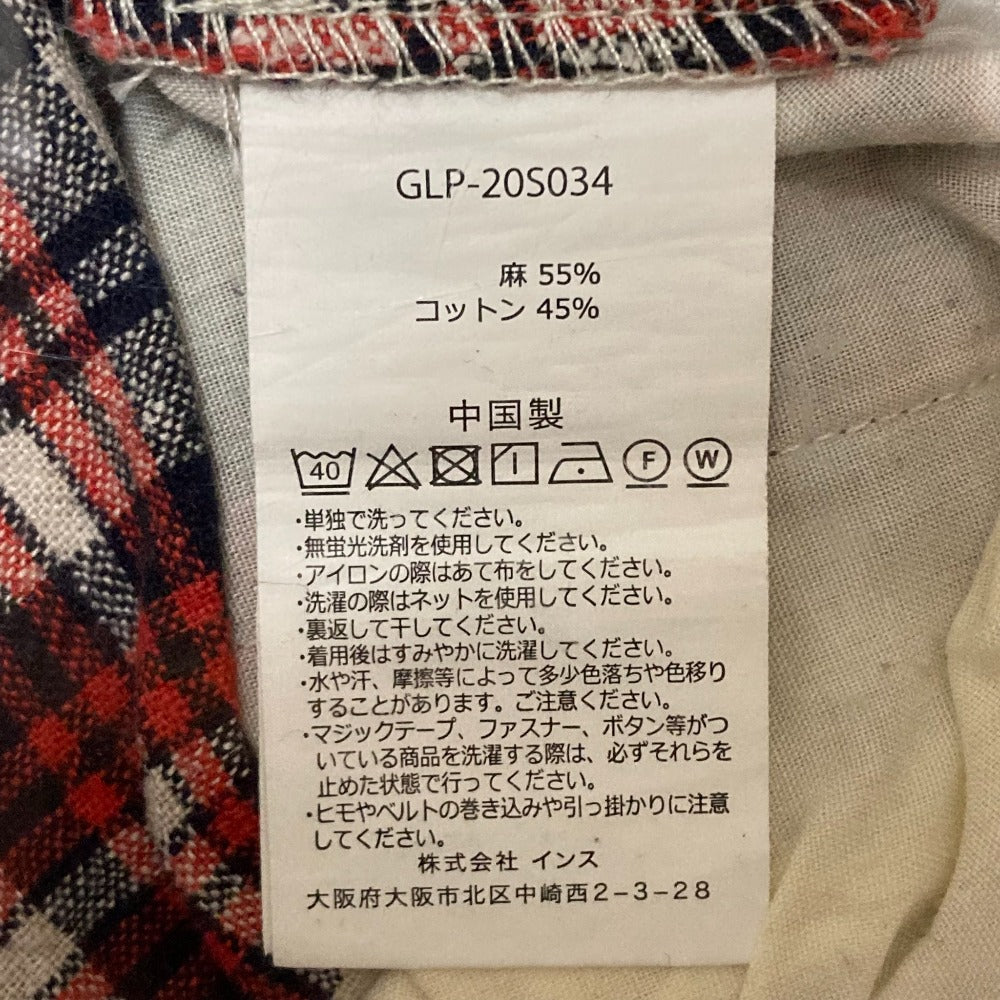 GLP-20S034
麻 55%
コットン 45%
中国製
40 F W
・単独で洗ってください。
・無蛍光洗剤を使用してください。
・アイロンの際はあて布をしてください。
・洗濯の際はネットを使用してください。
・裏返して干してください。
・着用後はすみやかに洗濯してください。
・水や汗、摩擦等によって多少色落ちや色移り
することがあります。ご注意ください。
・マジックテープ、ファスナー、ボタン等がつ
いている商品を洗濯する際は、必ずそれらを
止めた状態で行ってください。
・ヒモやベルトの巻き込みや引っ掛かりに注意
してください。
株式会社 インス
大阪府大阪市北区中崎西2-3-28